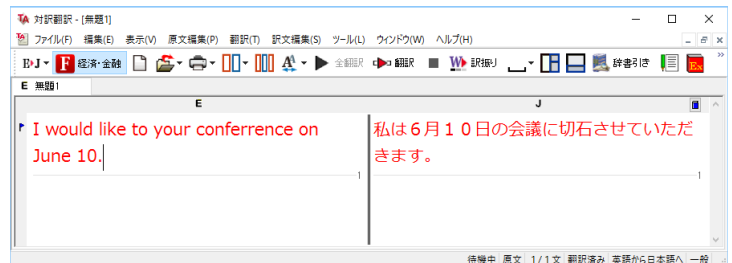 対訳翻訳 - [無題1]
ファイル(F) 編集(E) 表示(V) 原文編集(P) 翻訳(T) 訳文編集(S) ツール(L) ウィンドウ(W) ヘルプ(H)
E▸J F 経済・金融 A 全翻訳 翻訳 W 訳振り 辞書引き Ex
E 無題1
E J
I would like to your conferrence on
June 10.
1
私は6月10日の会議に切石させていただ
きます。
1
待機中 原文 1/1文 翻訳済み 英語から日本語へ 一般